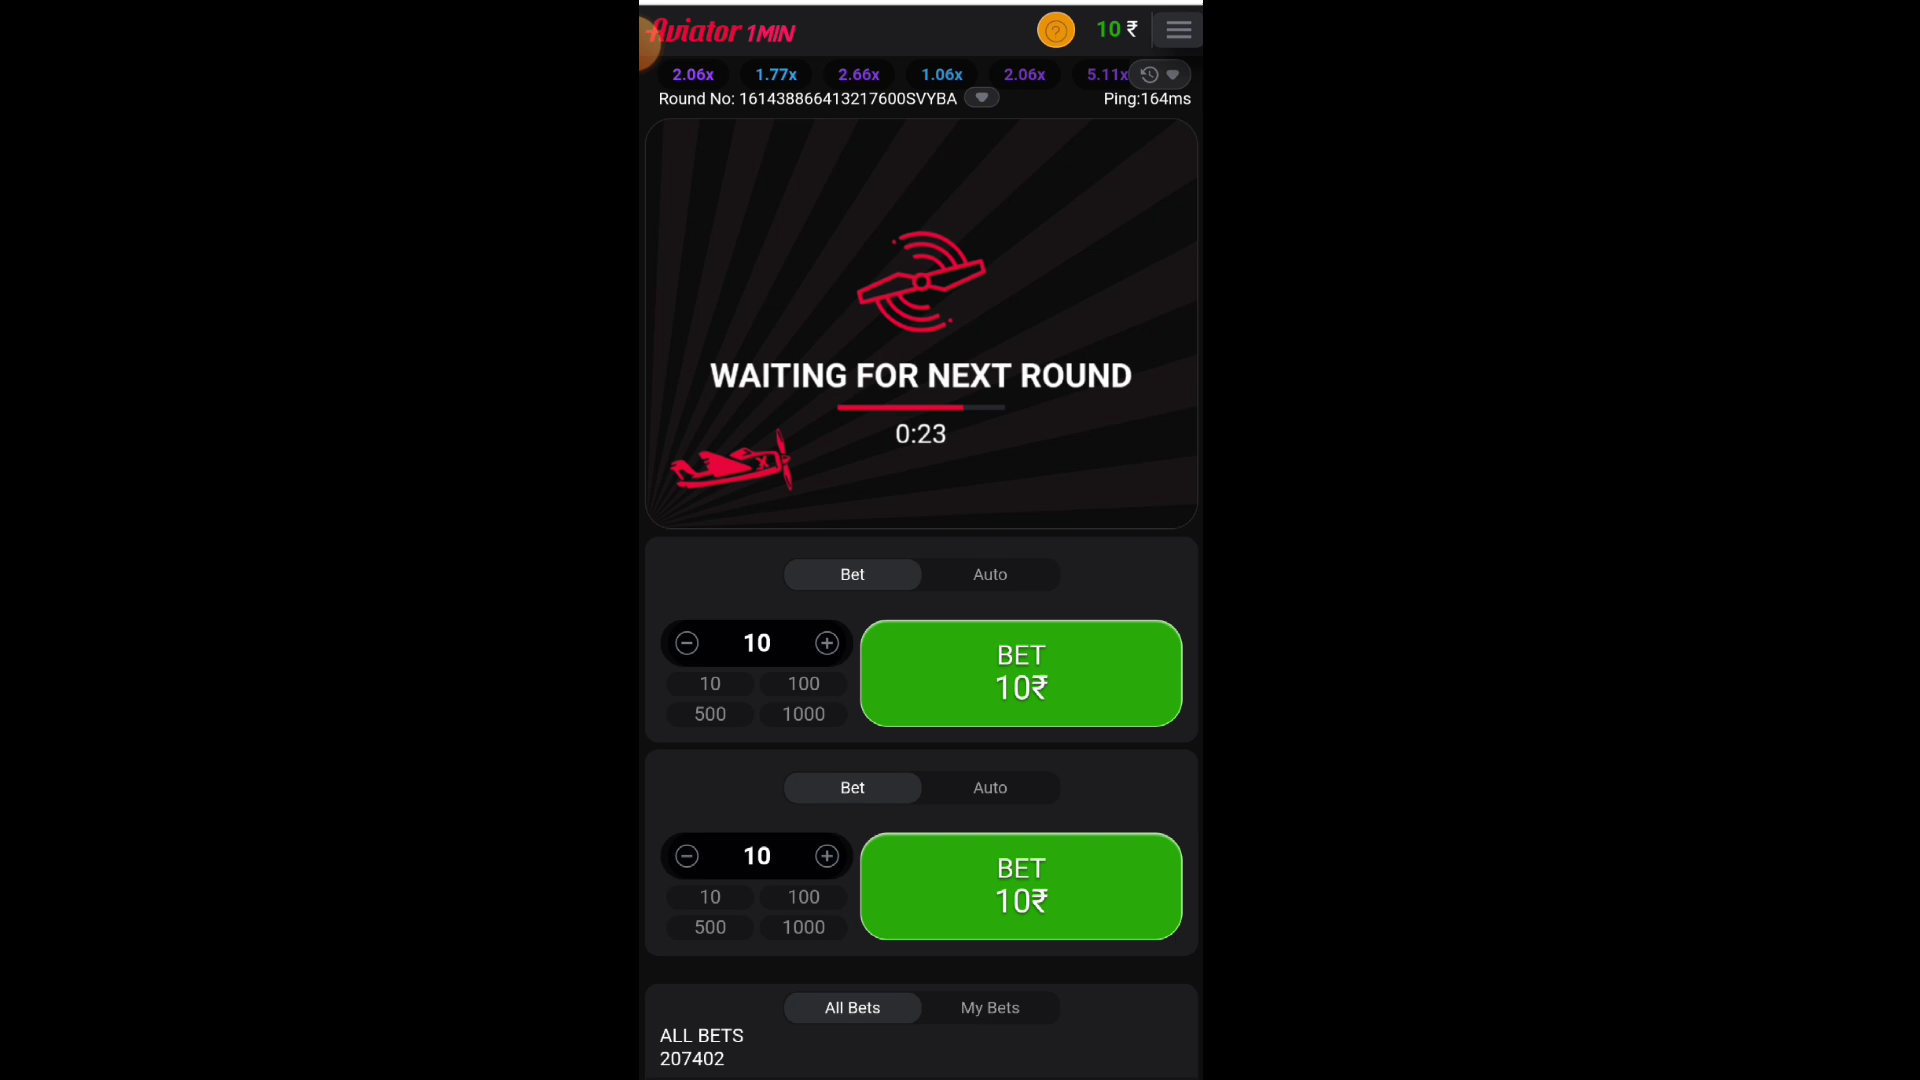 Aviator 1MIN
10 ₹
2.06x 1.77x 2.66x 1.06x 2.06x 5.11x
Round No: 161438866413217600SVYBA
Ping:164ms
WAITING FOR NEXT ROUND
0:23
Bet Auto
10
10 100
500 1000
BET
10₹
Bet Auto
10
10 100
500 1000
BET
10₹
All Bets My Bets
ALL BETS
207402